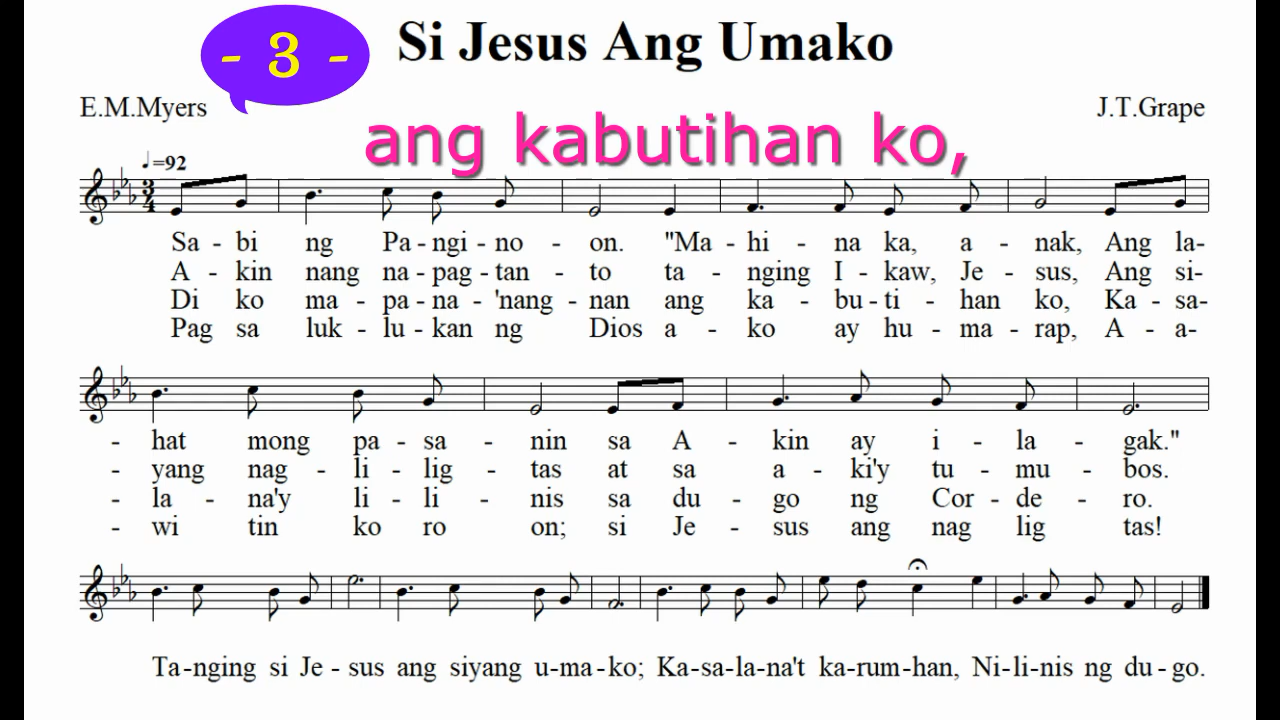 Si Jesus Ang Umako
- 3 -
E.M.Myers
J.T.Grape
ang kabutihan ko,
♩=92
3
4
Sa - bi ng Pa - ngi - no - on. "Ma - hi - na ka, a - nak, Ang la-
A - kin nang na - pag - tan - to ta - nging I - kaw, Je - sus, Ang si-
Di ko ma - pa - na - 'nang - nan ang ka - bu - ti - han ko, Ka - sa-
Pag sa luk - lu - kan ng Dios a - ko ay hu - ma - rap, A - a-
- hat mong pa - sa - nin sa A - kin ay i - la - gak."
- yang nag - li - lig - tas at sa a - ki'y tu - mu - bos.
- la - na'y li - li - nis sa du - go ng Cor - de - ro.
- wi tin ko ro on; si Je - sus ang nag lig tas!
Ta-nging si Je - sus ang siyang u-ma-ko; Ka-sa-la-na't ka-rum-han, Ni-li-nis ng du-go.